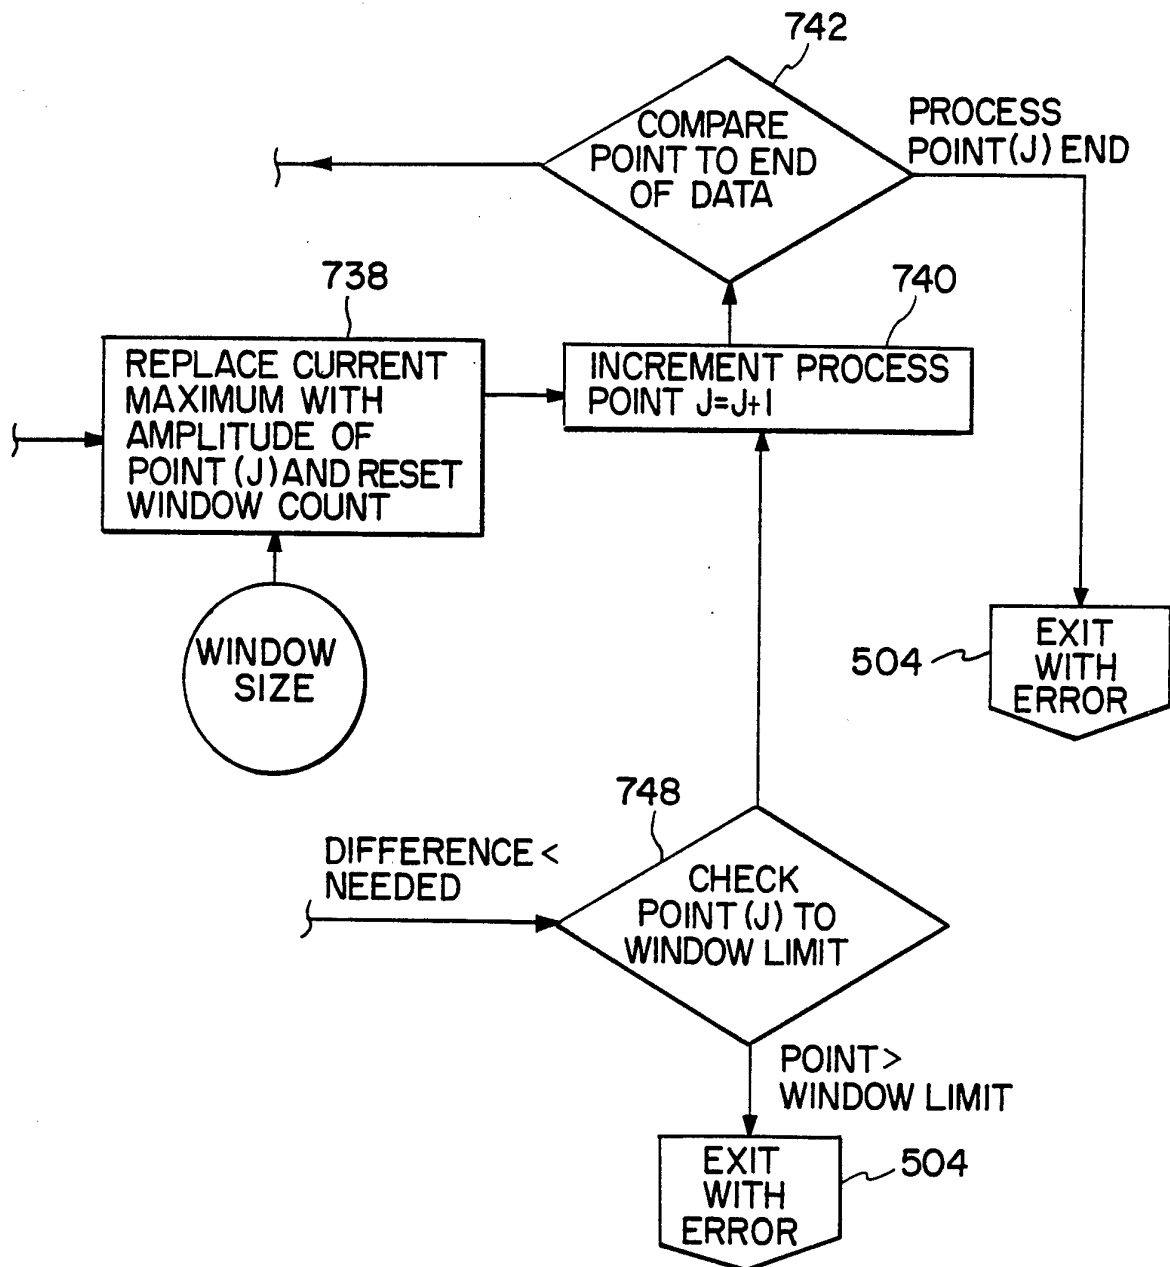 742
COMPARE
POINT TO END
OF DATA
PROCESS
POINT(J) END
738
740
REPLACE CURRENT
MAXIMUM WITH
AMPLITUDE OF
POINT (J) AND RESET
WINDOW COUNT
INCREMENT PROCESS
POINT J=J+1
WINDOW
SIZE
504
EXIT
WITH
ERROR
748
DIFFERENCE <
NEEDED
CHECK
POINT (J) TO
WINDOW LIMIT
POINT >
WINDOW LIMIT
EXIT
WITH
ERROR
504